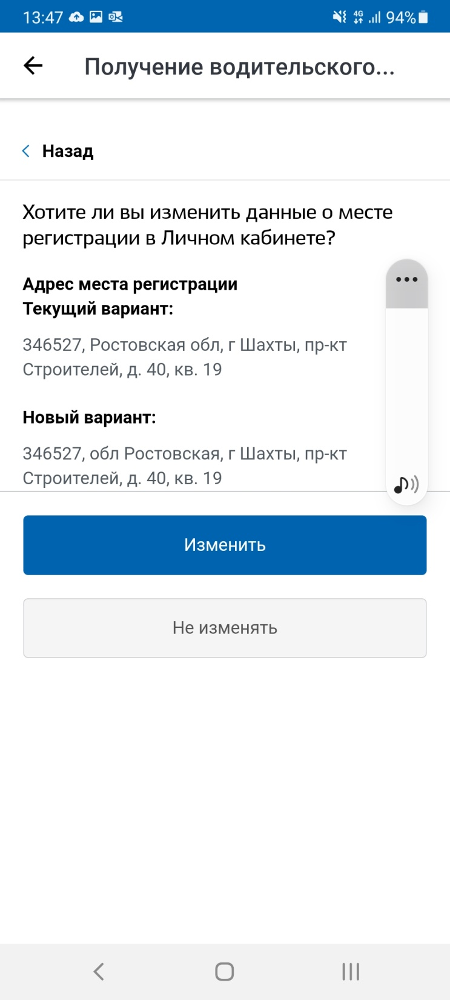 13:47 4G 94%
Получение водительского...
Назад
Хотите ли вы изменить данные о месте
регистрации в Личном кабинете?
Адрес места регистрации
Текущий вариант:
346527, Ростовская обл, г Шахты, пр-кт
Строителей, д. 40, кв. 19
Новый вариант:
346527, обл Ростовская, г Шахты, пр-кт
Строителей, д. 40, кв. 19
Изменить
Не изменять